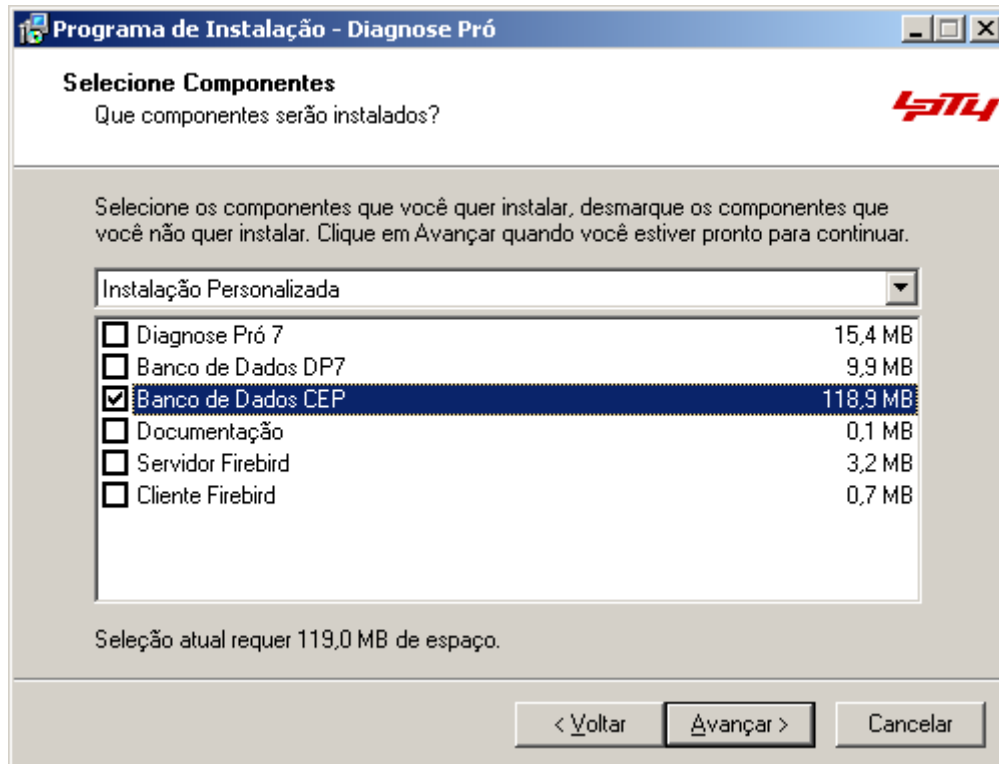 Programa de Instalação - Diagnose Pró
Selecione Componentes
Que componentes serão instalados?
Selecione os componentes que você quer instalar, desmarque os componentes que
você não quer instalar. Clique em Avançar quando você estiver pronto para continuar.
Instalação Personalizada
Diagnose Pró 7 15,4 MB
Banco de Dados DP7 9,9 MB
Banco de Dados CEP 118,9 MB
Documentação 0,1 MB
Servidor Firebird 3,2 MB
Cliente Firebird 0,7 MB
Seleção atual requer 119,0 MB de espaço.
< Voltar Avançar > Cancelar